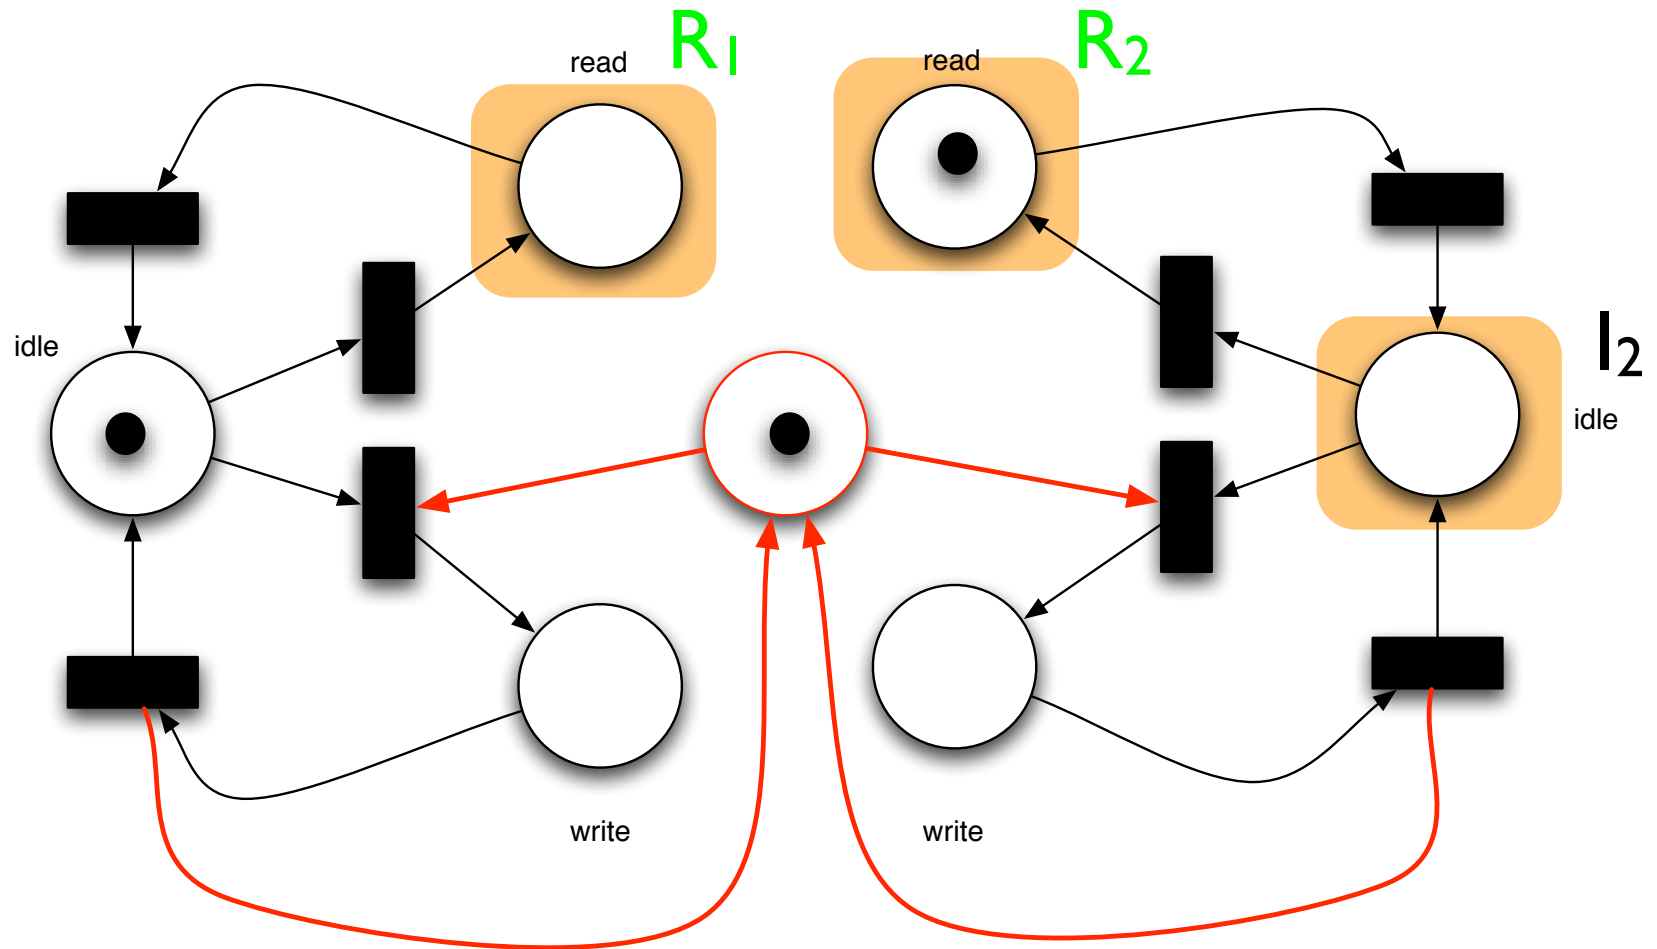 read
R1
read
R2
idle
I2
idle
write
write